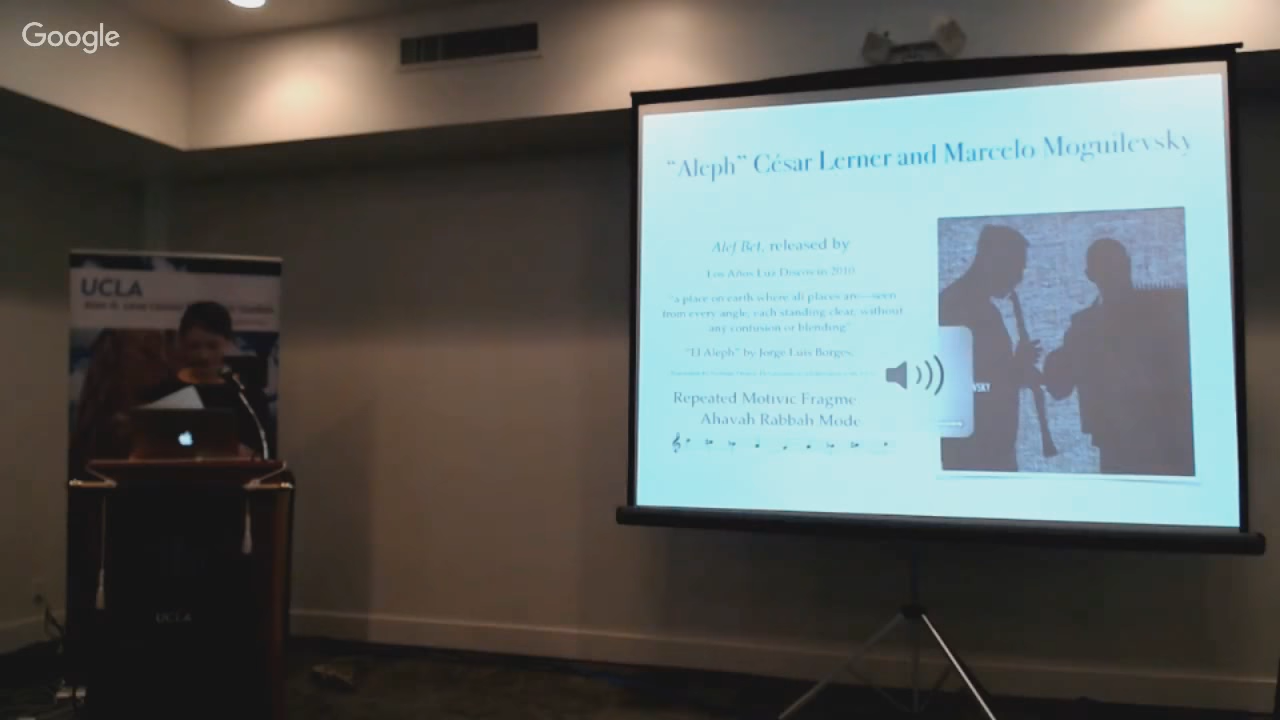 Google
"Aleph" César Lerner and Marcelo Moguilevsky
Alef Bet, released by
Los Años Luz Discos in 2010
"a place on earth where all places are—seen
from every angle, each standing clear, without
any confusion or blending"
"El Aleph" by Jorge Luis Borges
Repeated Motivic Fragme
Ahavah Rabbah Mode
VSKY
UCLA
UCLA